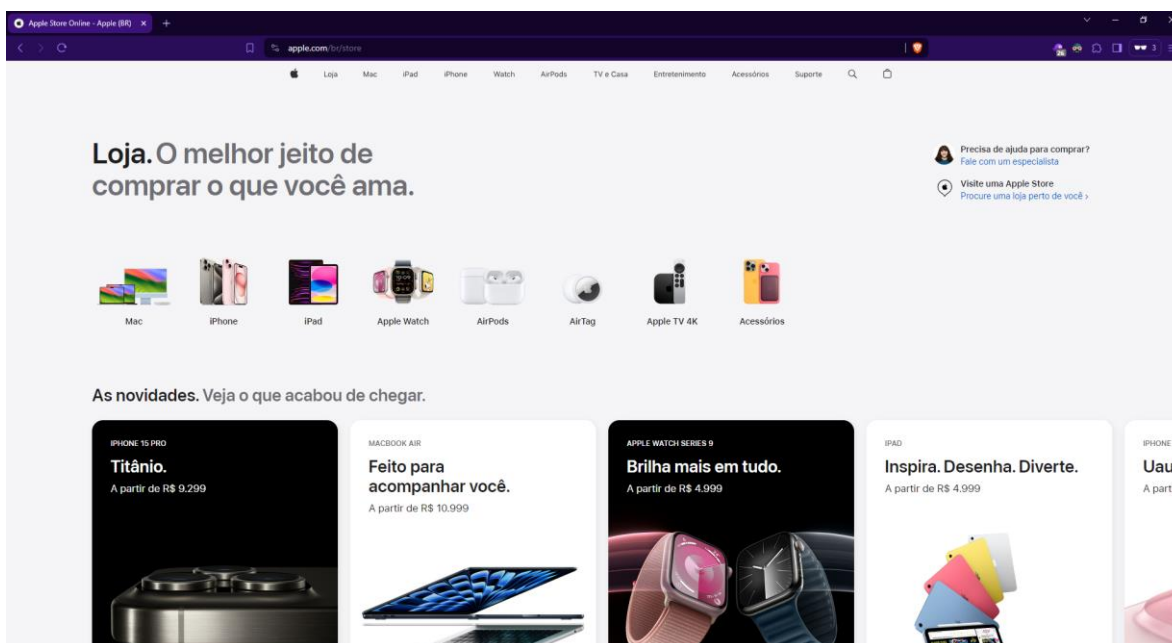 Apple Store Online - Apple (BR)
apple.com/br/store
26
3
Loja Mac iPad iPhone Watch AirPods TV e Casa Entretenimento Acessórios Suporte
Loja. O melhor jeito de
comprar o que você ama.
Precisa de ajuda para comprar?
Fale com um especialista
Visite uma Apple Store
Procure uma loja perto de você >
Mac iPhone iPad Apple Watch AirPods AirTag Apple TV 4K Acessórios
As novidades. Veja o que acabou de chegar.
IPHONE 15 PRO
Titânio.
A partir de R$ 9.299
MACBOOK AIR
Feito para
acompanhar você.
A partir de R$ 10.999
APPLE WATCH SERIES 9
Brilha mais em tudo.
A partir de R$ 4.999
IPAD
Inspira. Desenha. Diverte.
A partir de R$ 4.999
IPHONE
Uau
A part